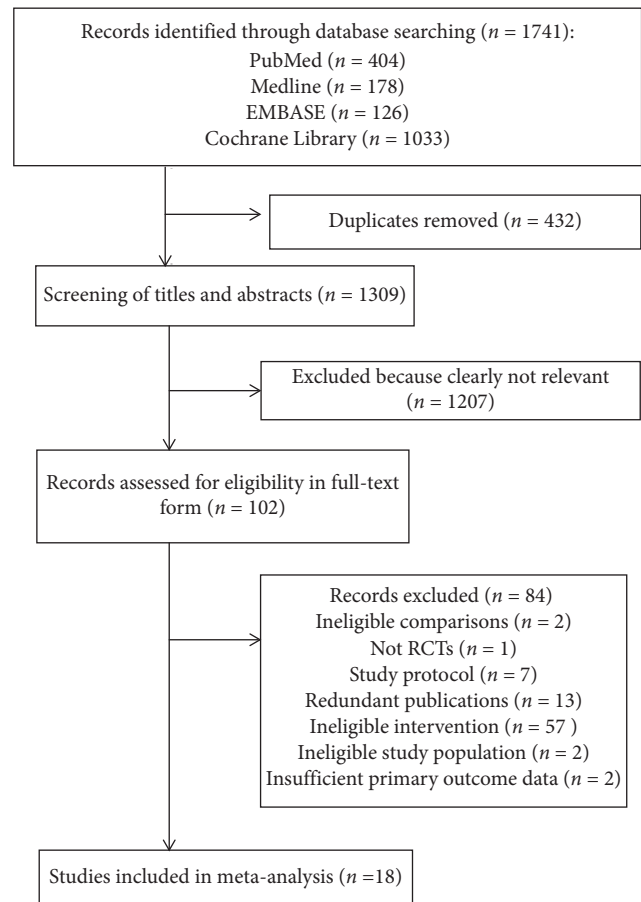 Records identified through database searching (n = 1741):
PubMed (n = 404)
Medline (n = 178)
EMBASE (n = 126)
Cochrane Library (n = 1033)
Duplicates removed (n = 432)
Screening of titles and abstracts (n = 1309)
Excluded because clearly not relevant
(n = 1207)
Records assessed for eligibility in full-text
form (n = 102)
Records excluded (n = 84)
Ineligible comparisons (n = 2)
Not RCTs (n = 1)
Study protocol (n = 7)
Redundant publications (n = 13)
Ineligible intervention (n = 57 )
Ineligible study population (n = 2)
Insufficient primary outcome data (n = 2)
Studies included in meta-analysis (n =18)